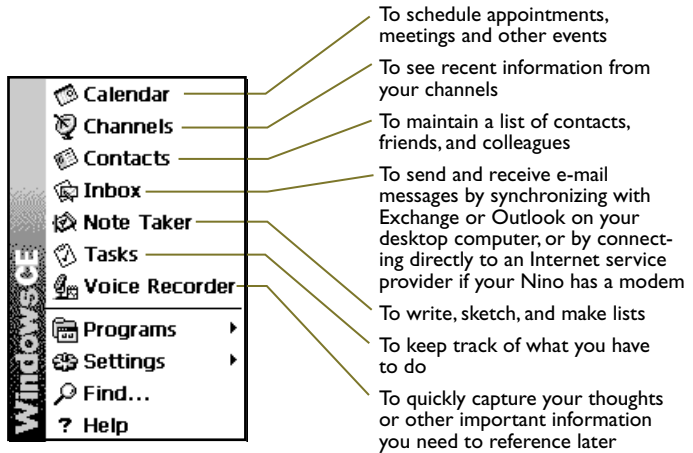 Calendar
Channels
Contacts
Inbox
Note Taker
Tasks
Voice Recorder
Programs
Settings
Find...
? Help
Windows CE
To schedule appointments,
meetings and other events
To see recent information from
your channels
To maintain a list of contacts,
friends, and colleagues
To send and receive e-mail
messages by synchronizing with
Exchange or Outlook on your
desktop computer, or by connect-
ing directly to an Internet service
provider if your Nino has a modem
To write, sketch, and make lists
To keep track of what you have
to do
To quickly capture your thoughts
or other important information
you need to reference later